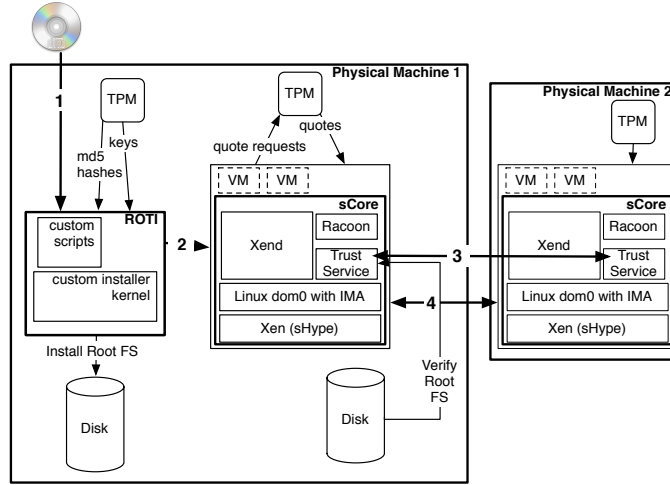 Physical Machine 1
1
TPM
md5
hashes
keys
ROTI
custom
scripts
custom installer
kernel
Install Root FS
Disk
2
TPM
quote requests
quotes
VM
VM
sCore
Xend
Racoon
Trust
Service
Linux dom0 with IMA
Xen (sHype)
Disk
Verify
Root
FS
3
4
Physical Machine 2
TPM
VM
VM
sCore
Xend
Racoon
Trust
Service
Linux dom0 with IMA
Xen (sHype)